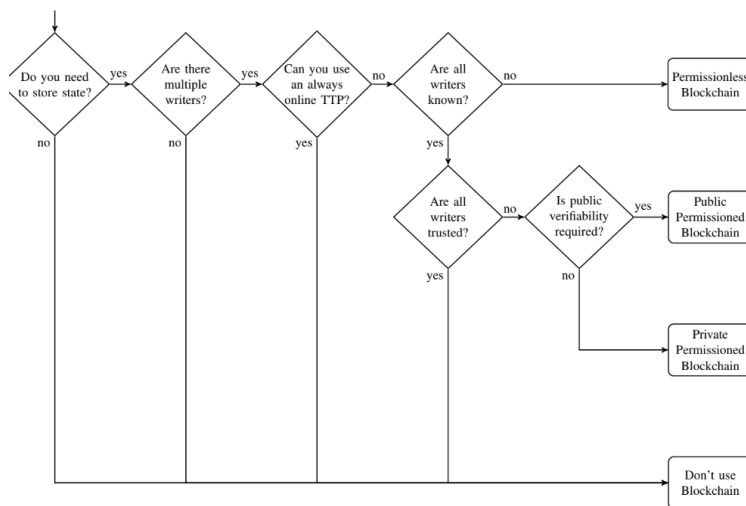 Do you need
to store state?
yes
Are there
multiple
writers?
yes
Can you use
an always
online TTP?
no
Are all
writers
known?
no
Permissionless
Blockchain
no
no
yes
yes
Are all
writers
trusted?
no
Is public
verifiability
required?
yes
Public
Permissioned
Blockchain
yes
no
Private
Permissioned
Blockchain
Don't use
Blockchain